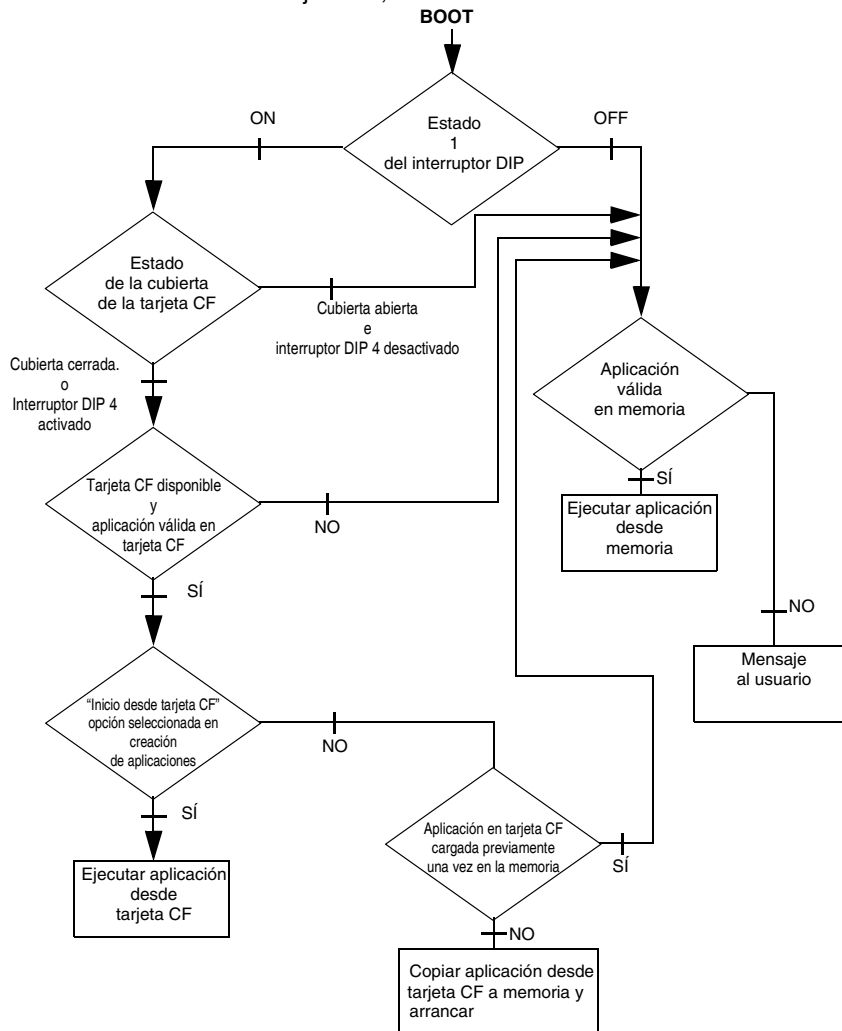 BOOT
ON
Estado
1
del interruptor DIP
OFF
Estado
de la cubierta
de la tarjeta CF
Cubierta abierta
e
interruptor DIP 4 desactivado
Cubierta cerrada.
o
Interruptor DIP 4
activado
Aplicación
válida
en memoria
SÍ
Ejecutar aplicación
desde
memoria
NO
Mensaje
al usuario
Tarjeta CF disponible
y
aplicación válida en
tarjeta CF
NO
SÍ
“Inicio desde tarjeta CF”
opción seleccionada en
creación
de aplicaciones
NO
SÍ
Ejecutar aplicación
desde
tarjeta CF
Aplicación en tarjeta CF
cargada previamente
una vez en la memoria
SÍ
NO
Copiar aplicación desde
tarjeta CF a memoria y
arrancar